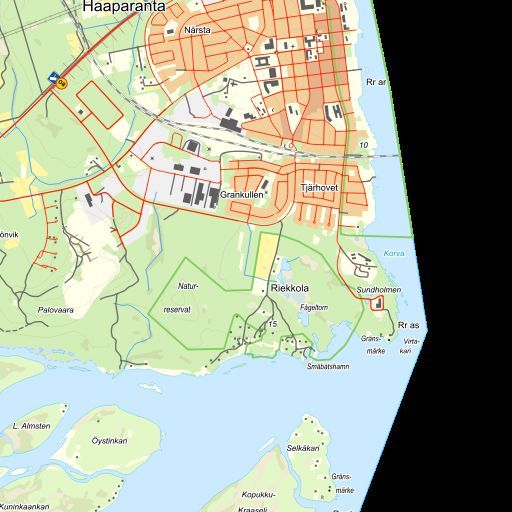 Haaparanta
Närsta
Rr ar
10
Grankullen
Tjärhovet
Korva
Natur-
reservat
Riekkola
Sundholmen
Fågeltorn
Palovaara
15
Rr as
Gräns-
märke
Virta-
kari
Småbåtshamn
L. Almsten
Öystinkari
Selkäkari
Gräns-
märke
Kuninkaankari
Kopukku-
Kraaseli